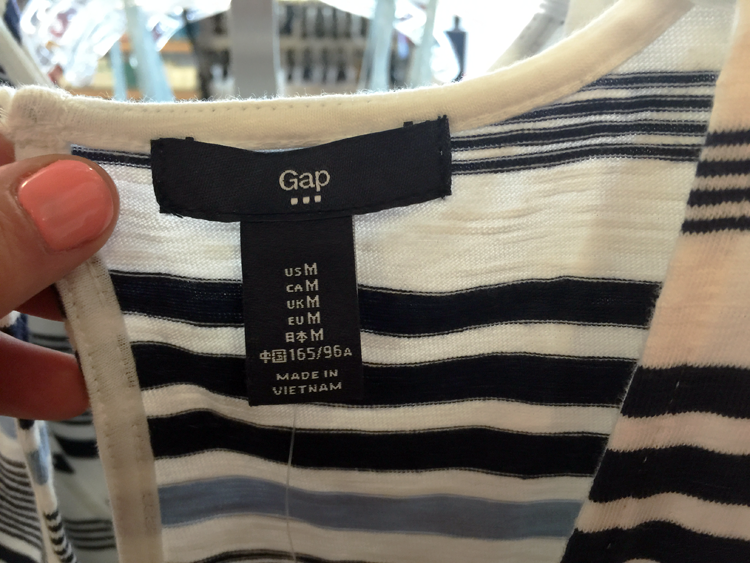 Gap
US M
CA M
UK M
EU M
日本 M
中国 165/96A
MADE IN
VIETNAM